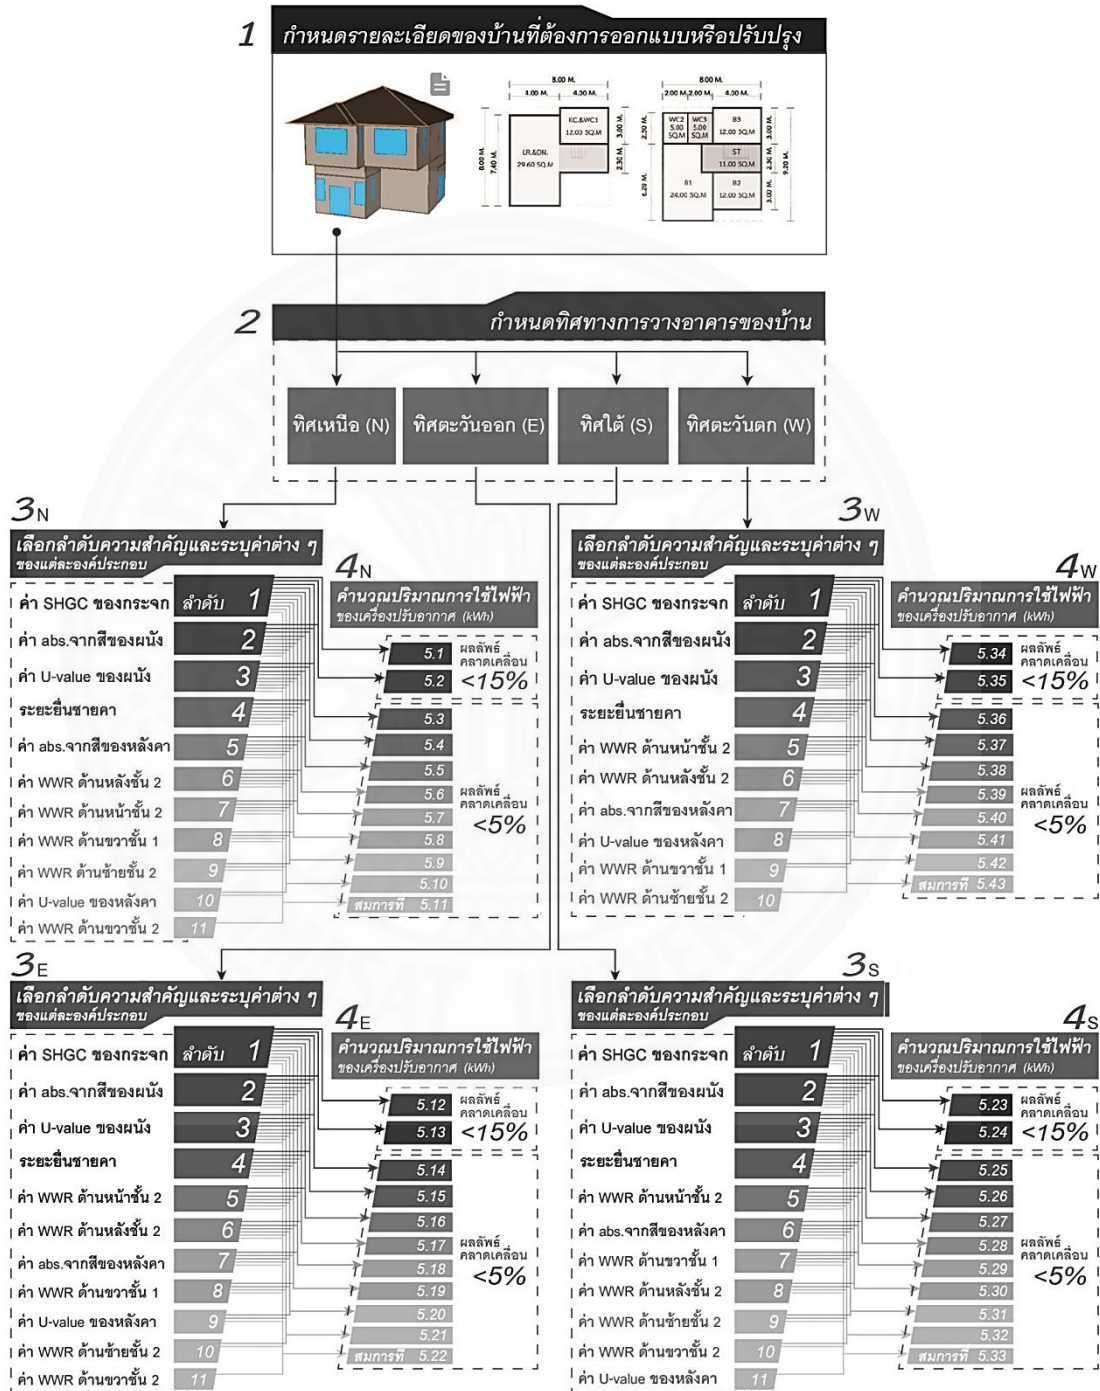 1 กำหนดรายละเอียดของบ้านที่ต้องการออกแบบหรือปรับปรุง
8.00 M.
4.00 M. 4.00 M.
8.00 M.
7.40 M.
LR.&DN.
29.60 SQ.M
KC.&WC1
12.00 SQ.M
3.00 M.
2.30 M.
8.00 M.
2.00 M. 2.00 M. 4.00 M.
2.50 M.
6.20 M.
WC2
5.00
SQ.M
WC3
5.00
SQ.M
B3
12.00 SQ.M
ST
11.00 SQ.M
B1
24.00 SQ.M
B2
12.00 SQ.M
3.00 M.
2.30 M.
3.00 M.
9.20 M.
2 กำหนดทิศทางการวางอาคารของบ้าน
ทิศเหนือ (N) ทิศตะวันออก (E) ทิศใต้ (S) ทิศตะวันตก (W)
3N
เลือกลำดับความสำคัญและระบุค่าต่าง ๆ
ของแต่ละองค์ประกอบ
ค่า SHGC ของกระจก ลำดับ 1
ค่า abs.จากสีของผนัง 2
ค่า U-value ของผนัง 3
ระยะยื่นชายคา 4
ค่า abs.จากสีของหลังคา 5
ค่า WWR ด้านหลังชั้น 2 6
ค่า WWR ด้านหน้าชั้น 2 7
ค่า WWR ด้านขวาชั้น 1 8
ค่า WWR ด้านซ้ายชั้น 2 9
ค่า U-value ของหลังคา 10
ค่า WWR ด้านขวาชั้น 2 11
4N
คำนวณปริมาณการใช้ไฟฟ้า
ของเครื่องปรับอากาศ (kWh)
5.1
5.2
ผลลัพธ์
คลาดเคลื่อน
<15%
5.3
5.4
5.5
5.6
5.7
5.8
5.9
5.10
สมการที่ 5.11
ผลลัพธ์
คลาดเคลื่อน
<5%
3W
เลือกลำดับความสำคัญและระบุค่าต่าง ๆ
ของแต่ละองค์ประกอบ
ค่า SHGC ของกระจก ลำดับ 1
ค่า abs.จากสีของผนัง 2
ค่า U-value ของผนัง 3
ระยะยื่นชายคา 4
ค่า WWR ด้านหน้าชั้น 2 5
ค่า WWR ด้านหลังชั้น 2 6
ค่า abs.จากสีของหลังคา 7
ค่า U-value ของหลังคา 8
ค่า WWR ด้านขวาชั้น 1 9
ค่า WWR ด้านซ้ายชั้น 2 10
4W
คำนวณปริมาณการใช้ไฟฟ้า
ของเครื่องปรับอากาศ (kWh)
5.34
5.35
ผลลัพธ์
คลาดเคลื่อน
<15%
5.36
5.37
5.38
5.39
5.40
5.41
5.42
สมการที่ 5.43
ผลลัพธ์
คลาดเคลื่อน
<5%
3E
เลือกลำดับความสำคัญและระบุค่าต่าง ๆ
ของแต่ละองค์ประกอบ
ค่า SHGC ของกระจก ลำดับ 1
ค่า abs.จากสีของผนัง 2
ค่า U-value ของผนัง 3
ระยะยื่นชายคา 4
ค่า WWR ด้านหน้าชั้น 2 5
ค่า WWR ด้านหลังชั้น 2 6
ค่า abs.จากสีของหลังคา 7
ค่า WWR ด้านขวาชั้น 1 8
ค่า U-value ของหลังคา 9
ค่า WWR ด้านซ้ายชั้น 2 10
ค่า WWR ด้านขวาชั้น 2 11
4E
คำนวณปริมาณการใช้ไฟฟ้า
ของเครื่องปรับอากาศ (kWh)
5.12
5.13
ผลลัพธ์
คลาดเคลื่อน
<15%
5.14
5.15
5.16
5.17
5.18
5.19
5.20
5.21
สมการที่ 5.22
ผลลัพธ์
คลาดเคลื่อน
<5%
3S
เลือกลำดับความสำคัญและระบุค่าต่าง ๆ
ของแต่ละองค์ประกอบ
ค่า SHGC ของกระจก ลำดับ 1
ค่า abs.จากสีของผนัง 2
ค่า U-value ของผนัง 3
ระยะยื่นชายคา 4
ค่า WWR ด้านหน้าชั้น 2 5
ค่า abs.จากสีของหลังคา 6
ค่า WWR ด้านขวาชั้น 1 7
ค่า WWR ด้านหลังชั้น 2 8
ค่า WWR ด้านซ้ายชั้น 2 9
ค่า WWR ด้านขวาชั้น 2 10
ค่า U-value ของหลังคา 11
4S
คำนวณปริมาณการใช้ไฟฟ้า
ของเครื่องปรับอากาศ (kWh)
5.23
5.24
ผลลัพธ์
คลาดเคลื่อน
<15%
5.25
5.26
5.27
5.28
5.29
5.30
5.31
5.32
สมการที่ 5.33
ผลลัพธ์
คลาดเคลื่อน
<5%